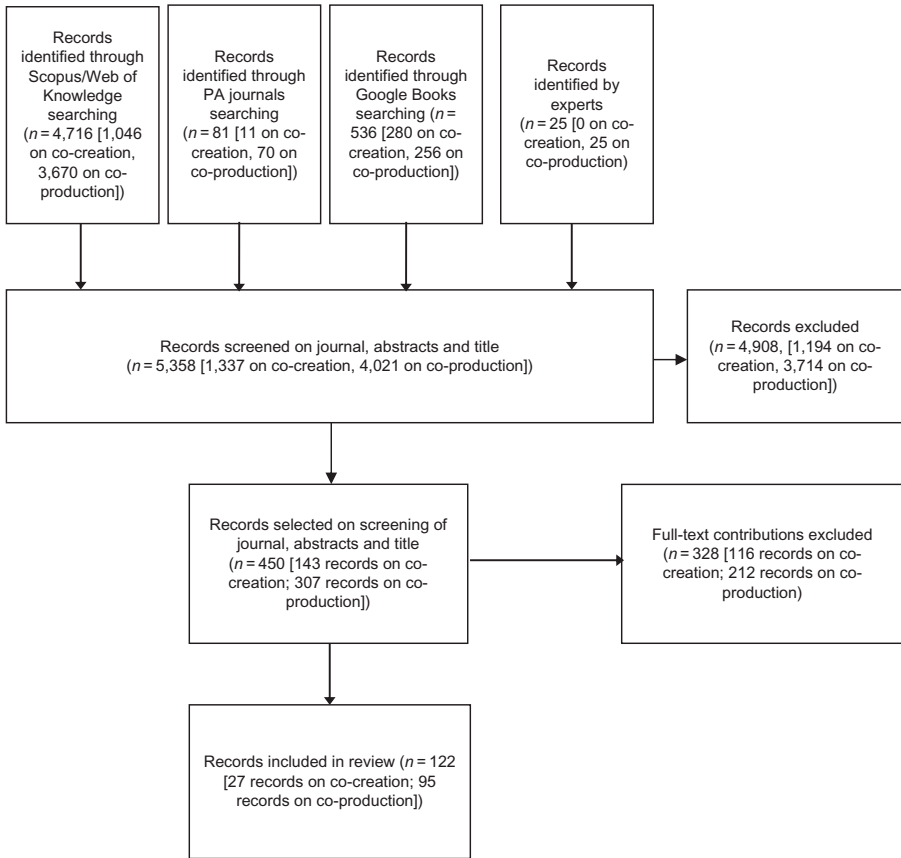 Records
identified through
Scopus/Web of
Knowledge
searching
(n = 4,716 [1,046
on co-creation,
3,670 on co-
production])
Records
identified through
PA journals
searching
(n = 81 [11 on co-
creation, 70 on
co-production])
Records
identified through
Google Books
searching (n =
536 [280 on co-
creation, 256 on
co-production])
Records
identified by
experts
(n = 25 [0 on co-
creation, 25 on
co-production)
Records screened on journal, abstracts and title
(n = 5,358 [1,337 on co-creation, 4,021 on co-production])
Records excluded
(n = 4,908, [1,194 on co-
creation, 3,714 on co-
production])
Records selected on screening of
journal, abstracts and title
(n = 450 [143 records on co-
creation; 307 records on co-
production])
Full-text contributions excluded
(n = 328 [116 records on co-
creation; 212 records on co-
production)
Records included in review (n = 122
[27 records on co-creation; 95
records on co-production])